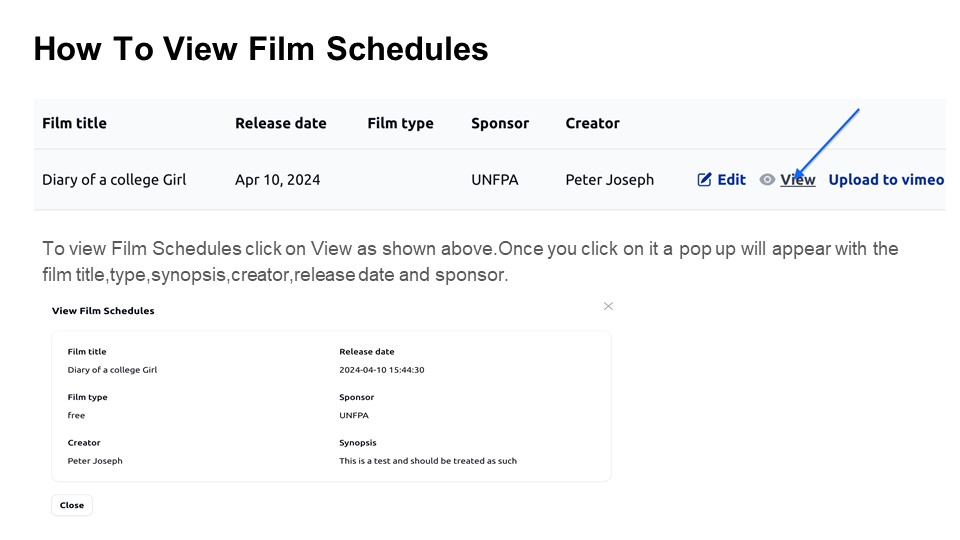 How To View Film Schedules
Film title Release date Film type Sponsor Creator
Diary of a college Girl Apr 10, 2024 UNFPA Peter Joseph Edit View Upload to vimeo
To view Film Schedules click on View as shown above.Once you click on it a pop up will appear with the
film title,type,synopsis,creator,release date and sponsor.
View Film Schedules
Film title Release date
Diary of a college Girl 2024-04-10 15:44:30
Film type Sponsor
free UNFPA
Creator Synopsis
Peter Joseph This is a test and should be treated as such
Close